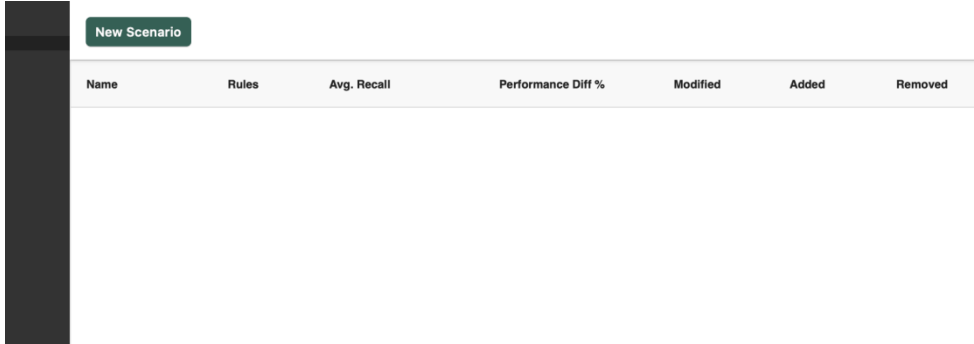 New Scenario
Name Rules Avg. Recall Performance Diff % Modified Added Removed